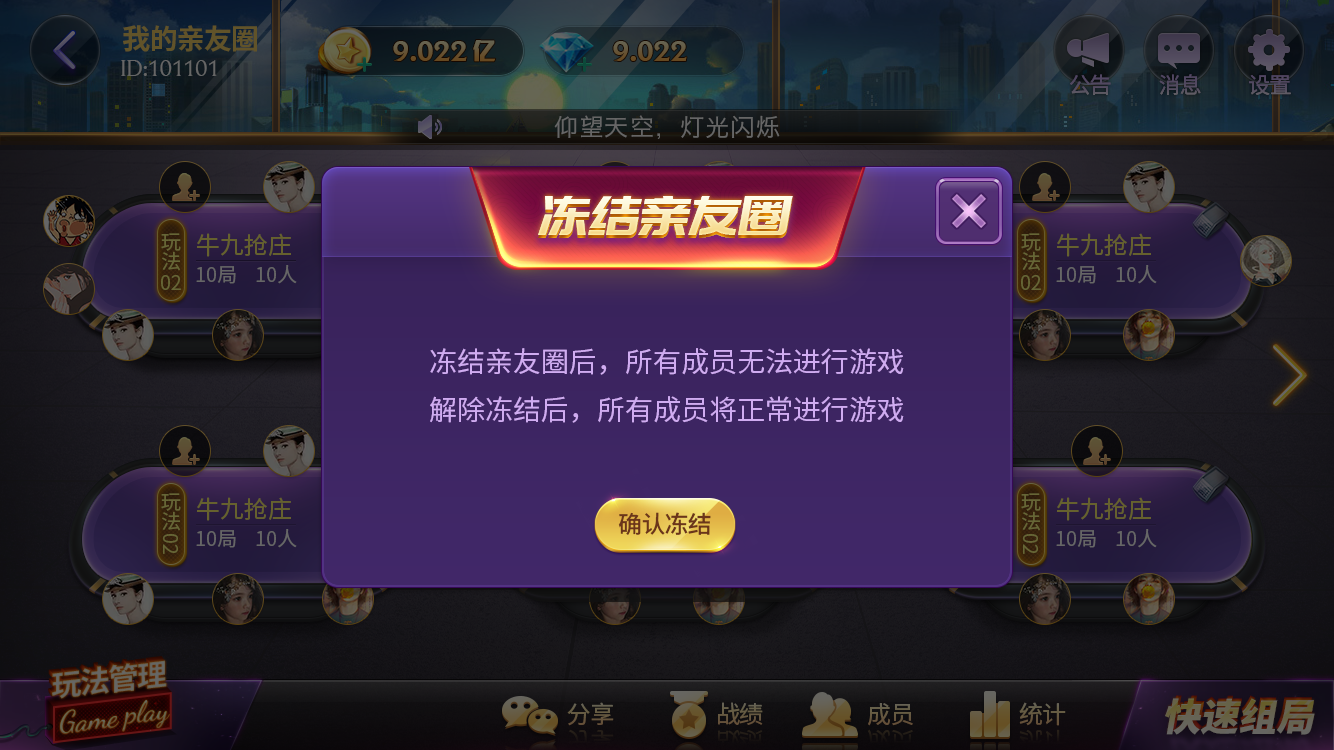 我的亲友圈
ID:101101
9.022亿
9.022
公告
消息
设置
仰望天空，灯光闪烁
冻结亲友圈
玩法02
牛九抢庄
10局 10人
玩法02
牛九抢庄
10局 10人
冻结亲友圈后，所有成员无法进行游戏
解除冻结后，所有成员将正常进行游戏
确认冻结
玩法02
牛九抢庄
10局 10人
玩法02
牛九抢庄
10局 10人
玩法管理
Game play
分享
战绩
成员
统计
快速组局